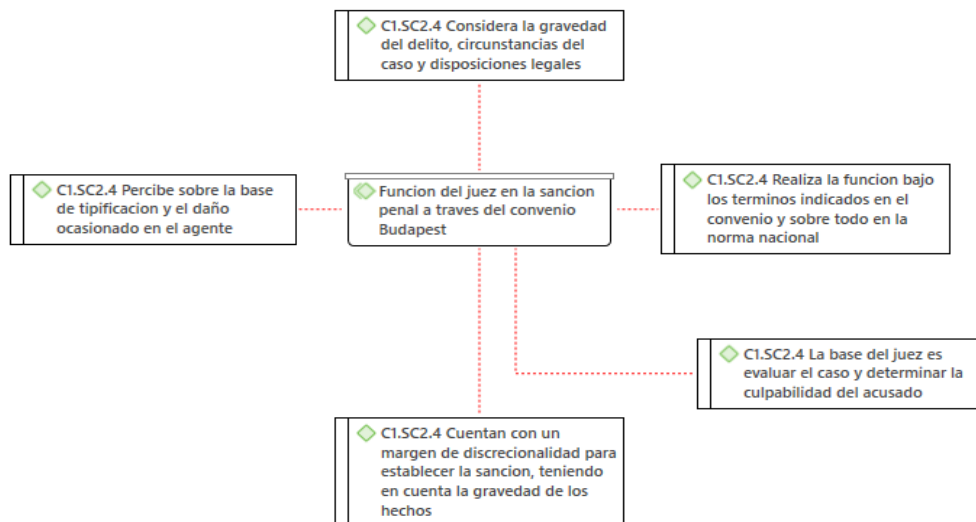 C1.SC2.4 Considera la gravedad
del delito, circunstancias del
caso y disposiciones legales
C1.SC2.4 Percibe sobre la base
de tipificacion y el daño
ocasionado en el agente
Funcion del juez en la sancion
penal a traves del convenio
Budapest
C1.SC2.4 Realiza la funcion bajo
los terminos indicados en el
convenio y sobre todo en la
norma nacional
C1.SC2.4 La base del juez es
evaluar el caso y determinar la
culpabilidad del acusado
C1.SC2.4 Cuentan con un
margen de discrecionalidad para
establecer la sancion, teniendo
en cuenta la gravedad de los
hechos